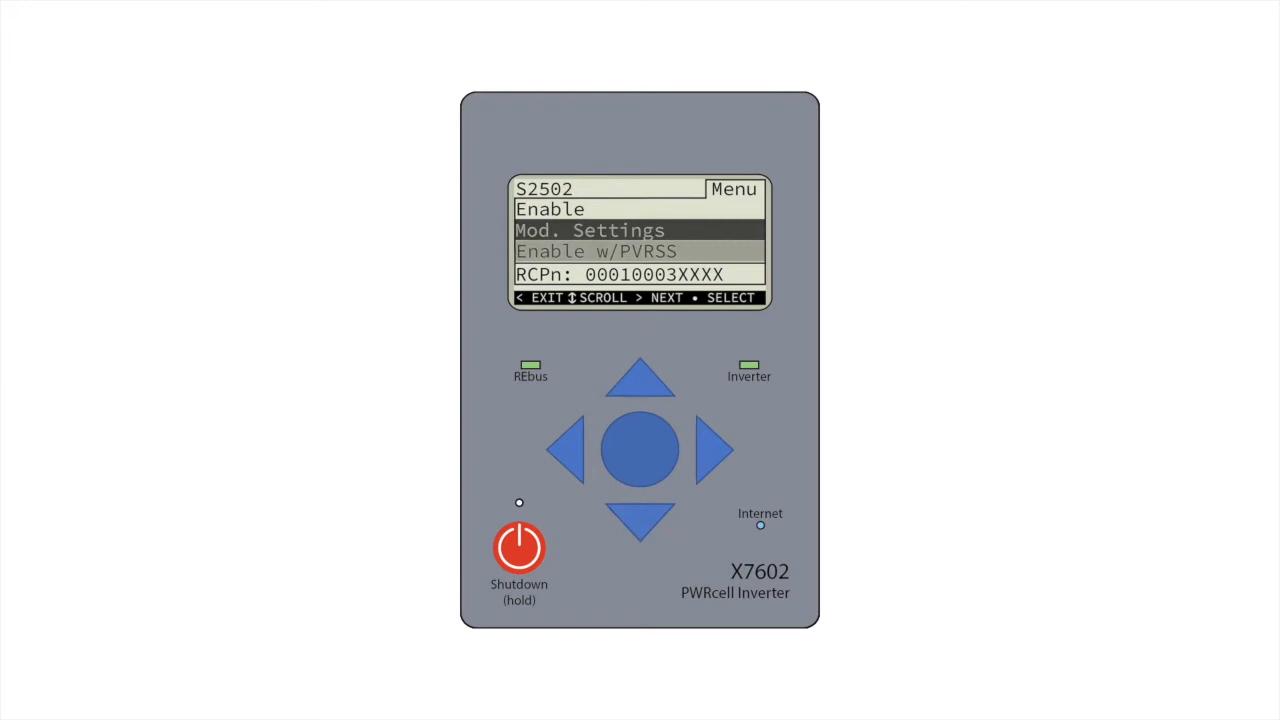 S2502 Menu
Enable
Mod. Settings
Enable w/PVRSS
RCPn: 00010003XXXX
< EXIT ↕ SCROLL > NEXT • SELECT
REbus Inverter
Internet
Shutdown
(hold)
X7602
PWRcell Inverter